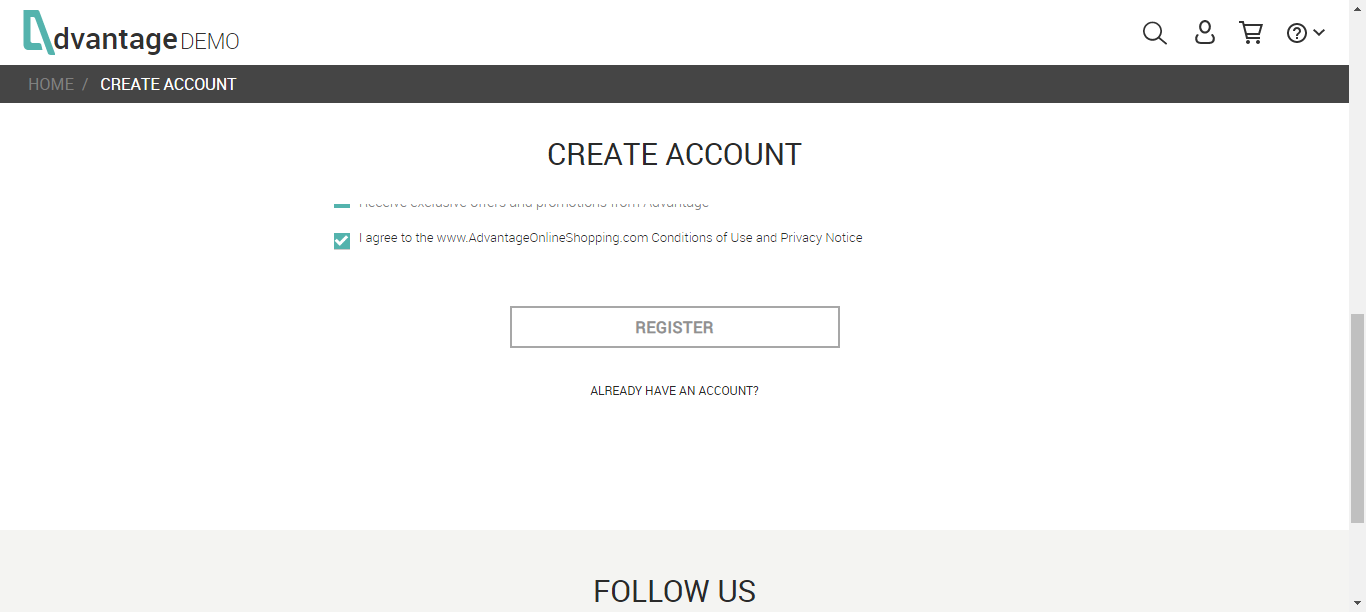 dvantage DEMO
HOME / CREATE ACCOUNT
CREATE ACCOUNT
Receive exclusive offers and promotions from Advantage
I agree to the www.AdvantageOnlineShopping.com Conditions of Use and Privacy Notice
REGISTER
ALREADY HAVE AN ACCOUNT?
FOLLOW US